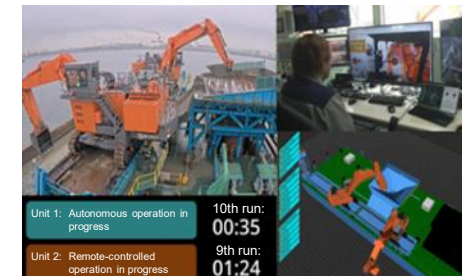 Unit 1: Autonomous operation in
progress
10th run:
00:35
Unit 2: Remote-controlled
operation in progress
9th run:
01:24